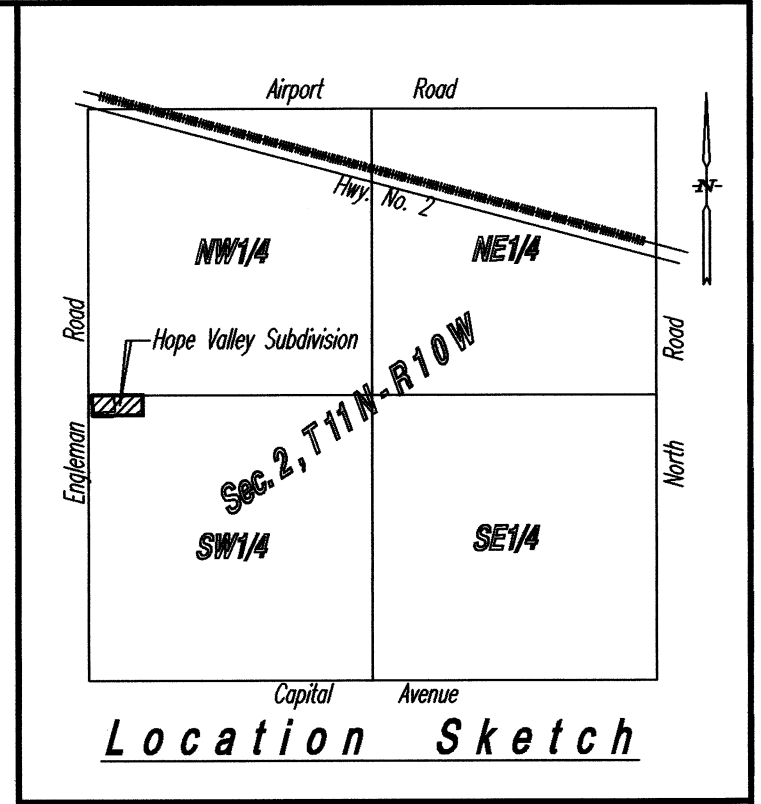 Airport Road
Hwy. No. 2
-N-
NW1/4
NE1/4
Road
Hope Valley Subdivision
Road
Sec. 2, T11N-R10W
Engleman
North
SW1/4
SE1/4
Capital Avenue
Location Sketch